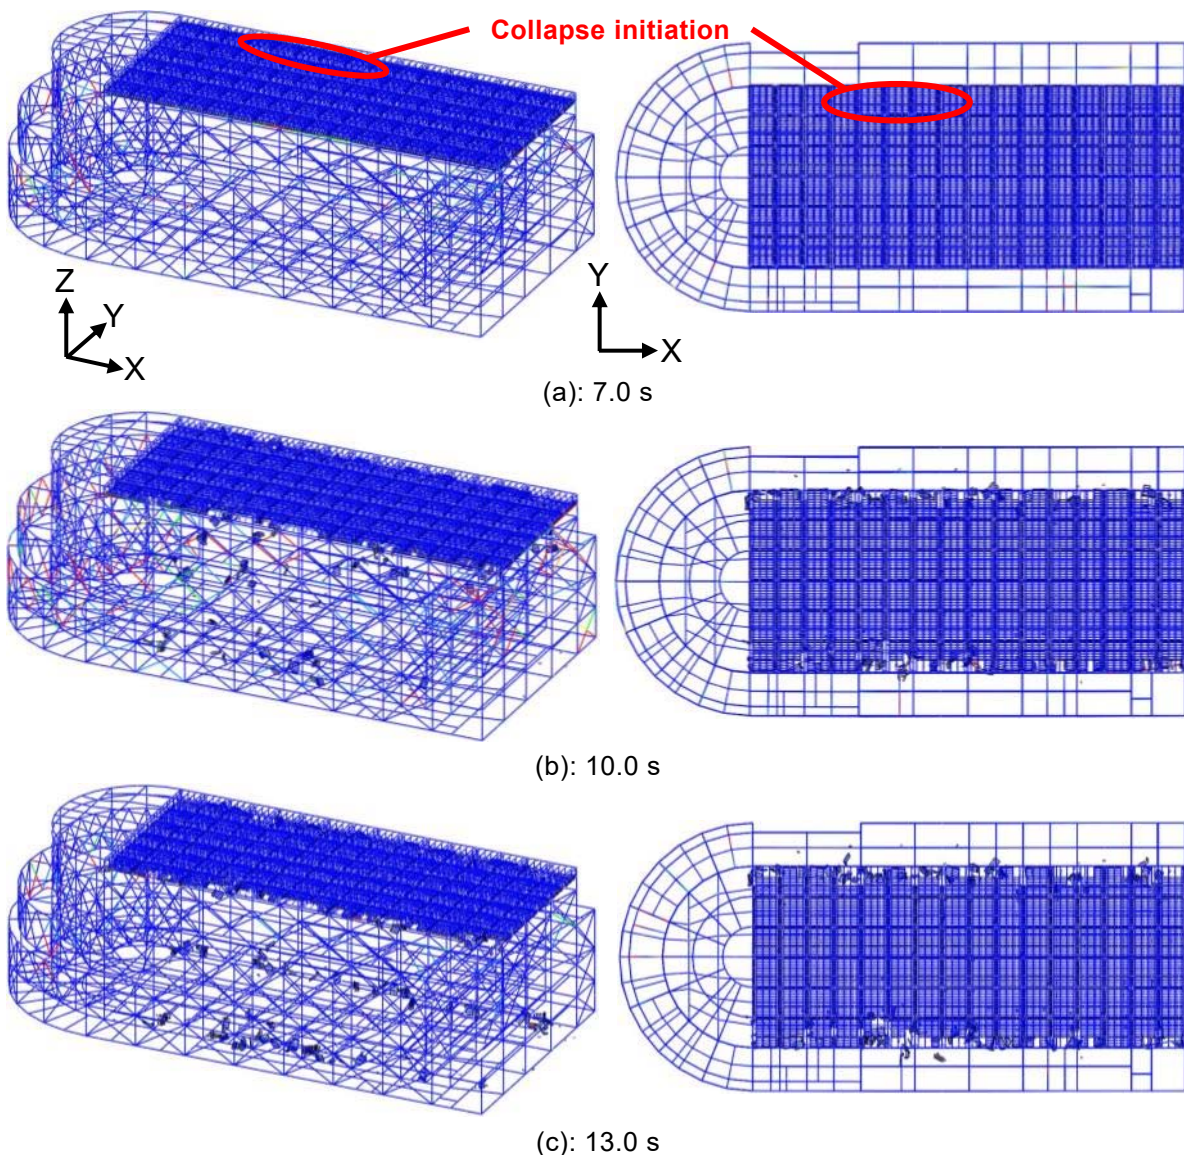 Collapse initiation
Z
Y
X
Y
X
(a): 7.0 s
(b): 10.0 s
(c): 13.0 s